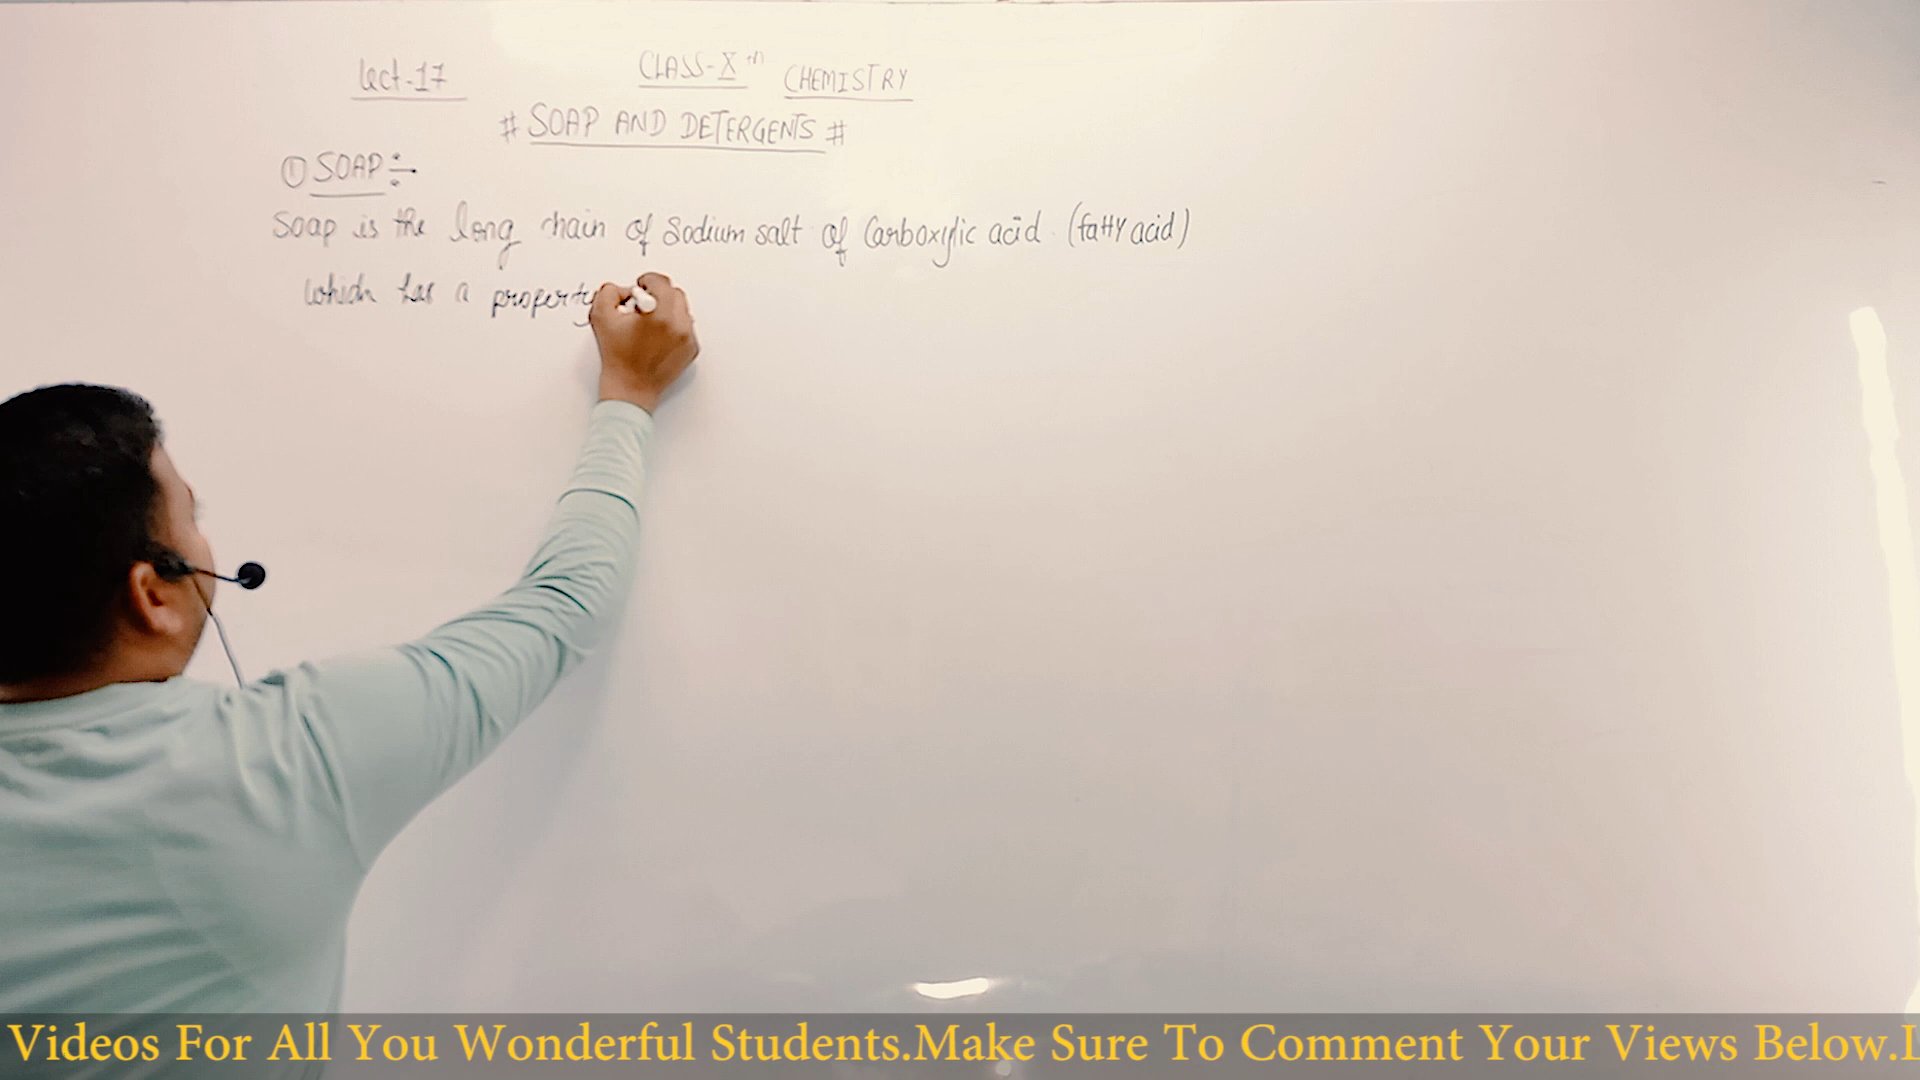 Lect-17 CLASS-Xth CHEMISTRY
# SOAP AND DETERGENTS #
① SOAP÷
Soap is the long chain of Sodium salt of Carboxylic acid (fatty acid)
which has a property
Videos For All You Wonderful Students.Make Sure To Comment Your Views Below.